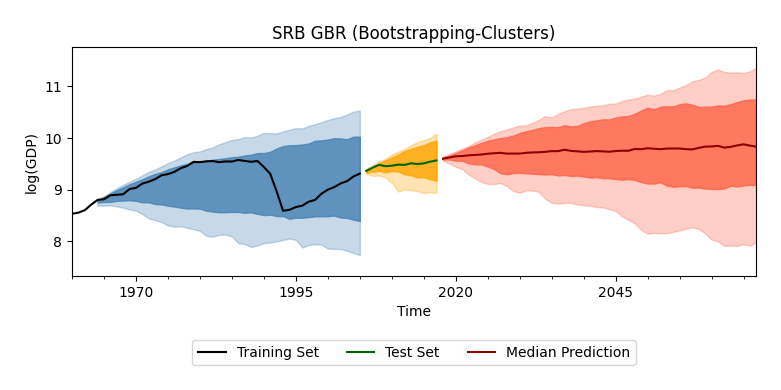 SRB GBR (Bootstrapping-Clusters)
log(GDP)
11
10
9
8
1970 1995 2020 2045
Time
Training Set Test Set Median Prediction